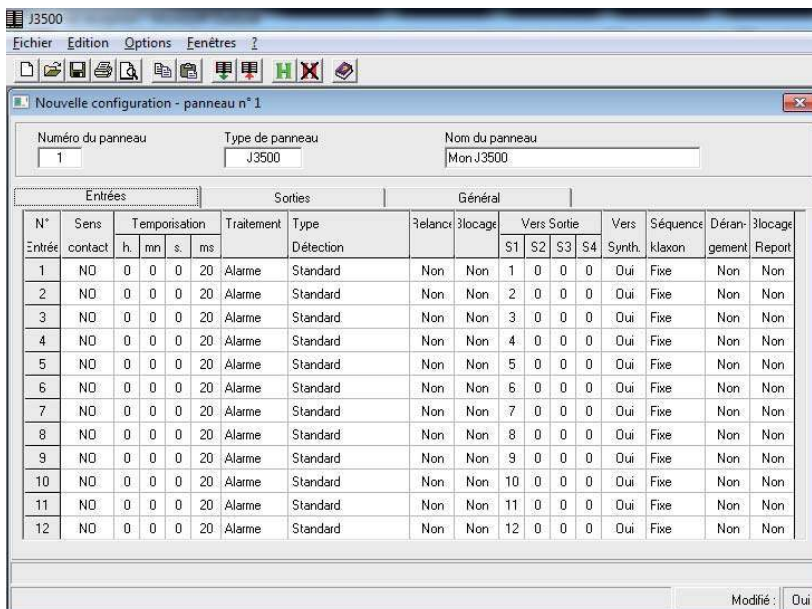 J3500
Fichier Edition Options Fenêtres ?
Nouvelle configuration - panneau n° 1
Numéro du panneau Type de panneau Nom du panneau
1 J3500 Mon J3500
Entrées Sorties Général
N° Sens Temporisation Traitement Type Relance Blocage Vers Sortie Vers Séquence Déran- Blocage
Entrée contact h. mn s. ms Détection S1 S2 S3 S4 Synth. klaxon gement Report
1 NO 0 0 0 20 Alarme Standard Non Non 1 0 0 0 Oui Fixe Non Non
2 NO 0 0 0 20 Alarme Standard Non Non 2 0 0 0 Oui Fixe Non Non
3 NO 0 0 0 20 Alarme Standard Non Non 3 0 0 0 Oui Fixe Non Non
4 NO 0 0 0 20 Alarme Standard Non Non 4 0 0 0 Oui Fixe Non Non
5 NO 0 0 0 20 Alarme Standard Non Non 5 0 0 0 Oui Fixe Non Non
6 NO 0 0 0 20 Alarme Standard Non Non 6 0 0 0 Oui Fixe Non Non
7 NO 0 0 0 20 Alarme Standard Non Non 7 0 0 0 Oui Fixe Non Non
8 NO 0 0 0 20 Alarme Standard Non Non 8 0 0 0 Oui Fixe Non Non
9 NO 0 0 0 20 Alarme Standard Non Non 9 0 0 0 Oui Fixe Non Non
10 NO 0 0 0 20 Alarme Standard Non Non 10 0 0 0 Oui Fixe Non Non
11 NO 0 0 0 20 Alarme Standard Non Non 11 0 0 0 Oui Fixe Non Non
12 NO 0 0 0 20 Alarme Standard Non Non 12 0 0 0 Oui Fixe Non Non
Modifié : Oui